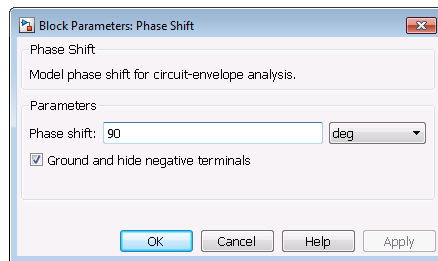 Block Parameters: Phase Shift
Phase Shift
Model phase shift for circuit-envelope analysis.
Parameters
Phase shift: 90 deg
Ground and hide negative terminals
OK Cancel Help Apply